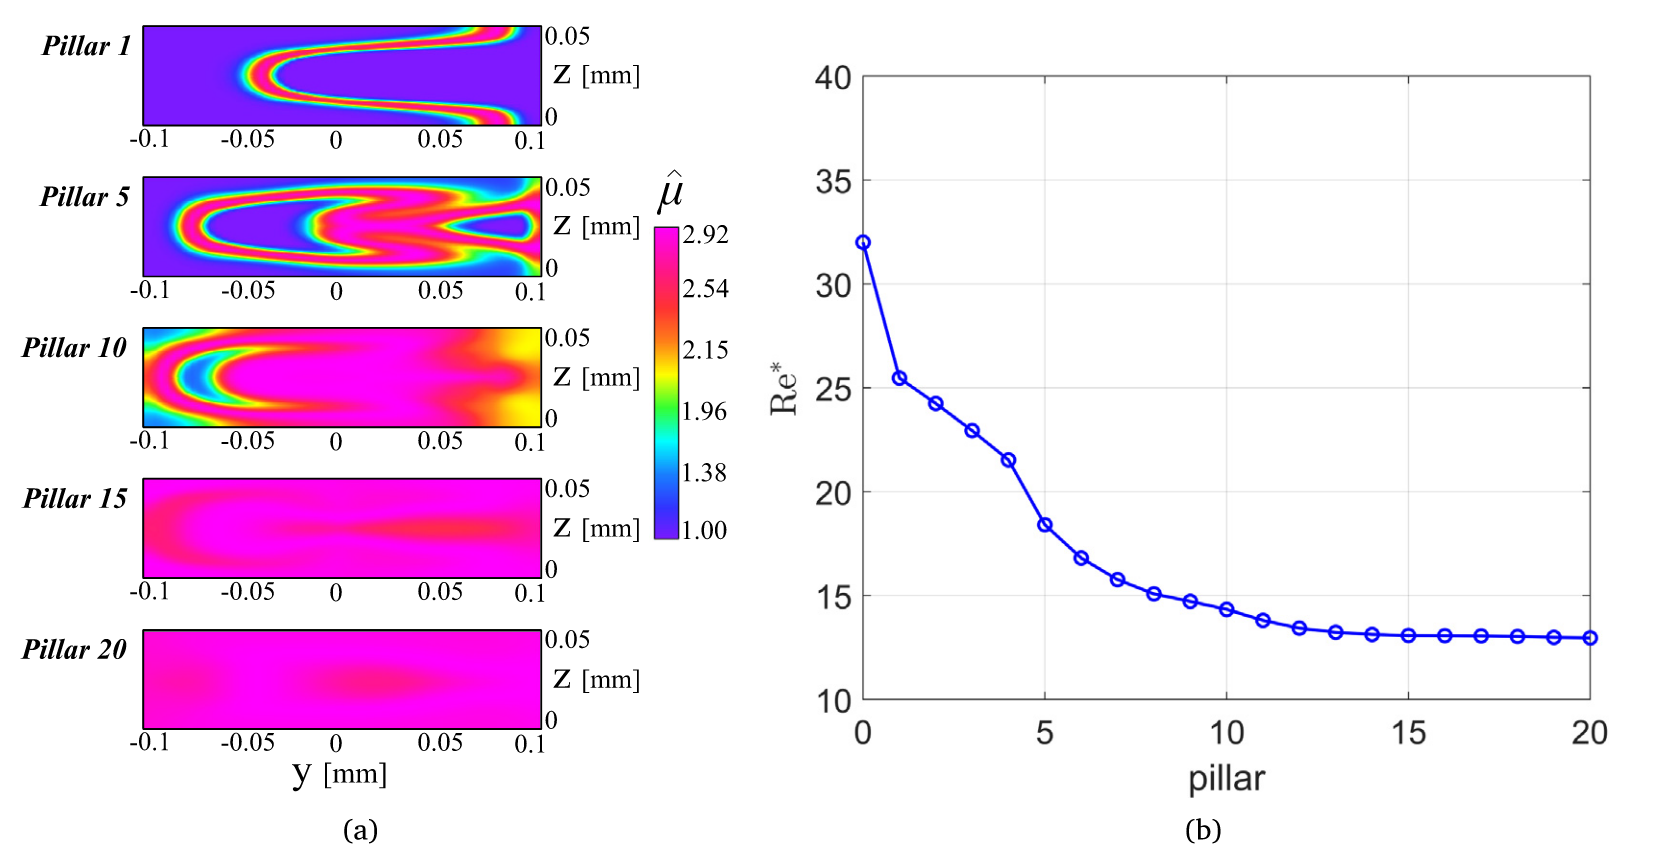 Pillar 1
0.05
z [mm]
0
-0.1 -0.05 0 0.05 0.1
Pillar 5
0.05
z [mm]
0
-0.1 -0.05 0 0.05 0.1
Pillar 10
0.05
z [mm]
0
-0.1 -0.05 0 0.05 0.1
Pillar 15
0.05
z [mm]
0
-0.1 -0.05 0 0.05 0.1
Pillar 20
0.05
z [mm]
0
-0.1 -0.05 0 0.05 0.1
y [mm]
μ̂
2.92
2.54
2.15
1.96
1.38
1.00
(a)
40
35
30
25
20
15
10
Re*
0 5 10 15 20
pillar
(b)